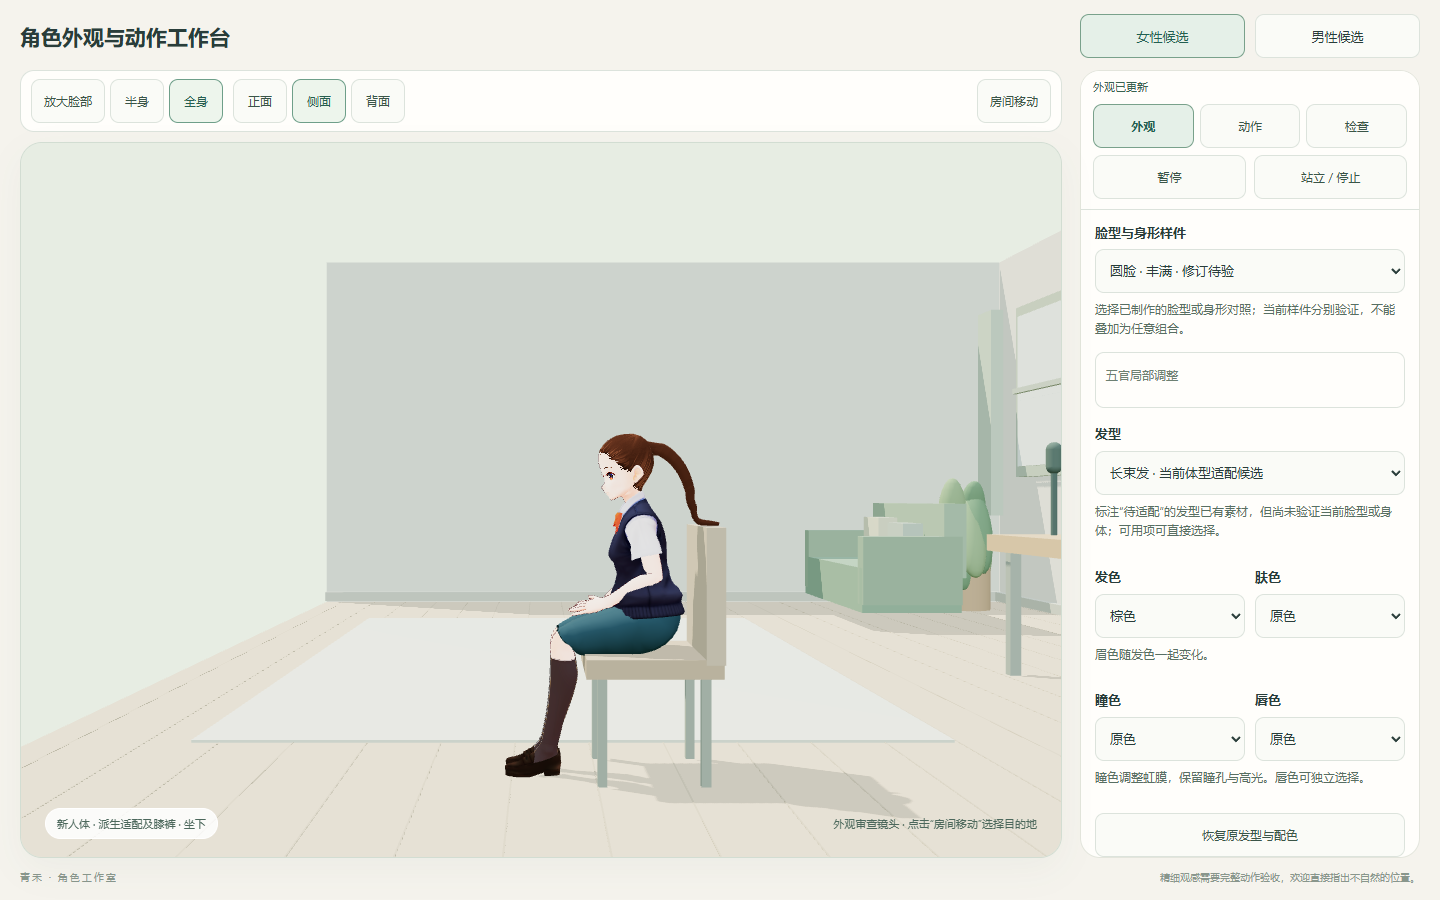 角色外观与动作工作台
女性候选
男性候选
放大脸部
半身
全身
正面
侧面
背面
房间移动
外观已更新
外观
动作
检查
暂停
站立 / 停止
脸型与身形样件
圆脸 · 丰满 · 修订待验
选择已制作的脸型或身形对照；当前样件分别验证，不能
叠加为任意组合。
五官局部调整
发型
长束发 · 当前体型适配候选
标注“待适配”的发型已有素材，但尚未验证当前脸型或身
体；可用项可直接选择。
发色
肤色
棕色
原色
眉色随发色一起变化。
瞳色
唇色
原色
原色
瞳色调整虹膜，保留瞳孔与高光。唇色可独立选择。
恢复原发型与配色
新人体 · 派生适配及膝裤 · 坐下
外观审查镜头 · 点击“房间移动”选择目的地
青禾 · 角色工作室
精细观感需要完整动作验收，欢迎直接指出不自然的位置。